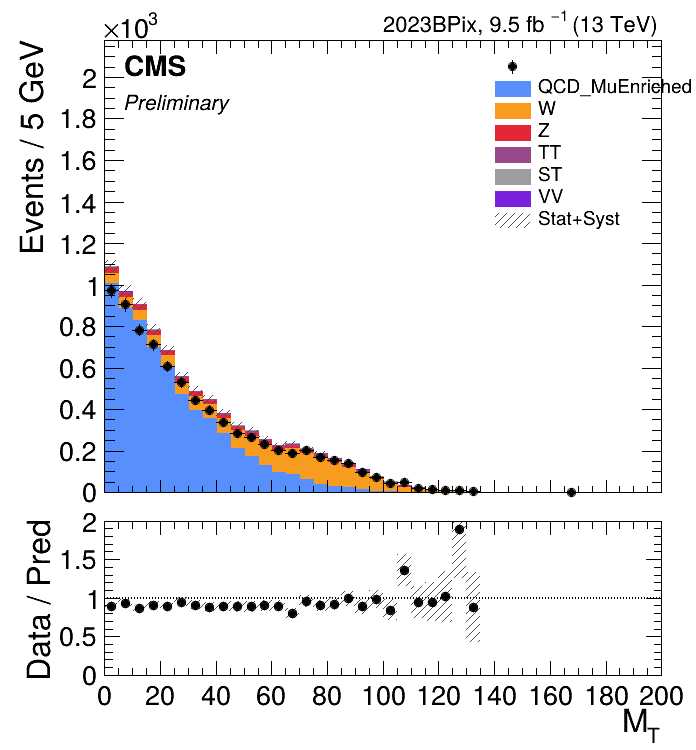 ×10³
2023BPix, 9.5 fb⁻¹ (13 TeV)
CMS
Preliminary
QCD_MuEnriched
W
Z
TT
ST
VV
Stat+Syst
Events / 5 GeV
2
1.8
1.6
1.4
1.2
1
0.8
0.6
0.4
0.2
0
Data / Pred
2
1.5
1
0.5
0
0 20 40 60 80 100 120 140 160 180 200
M_T